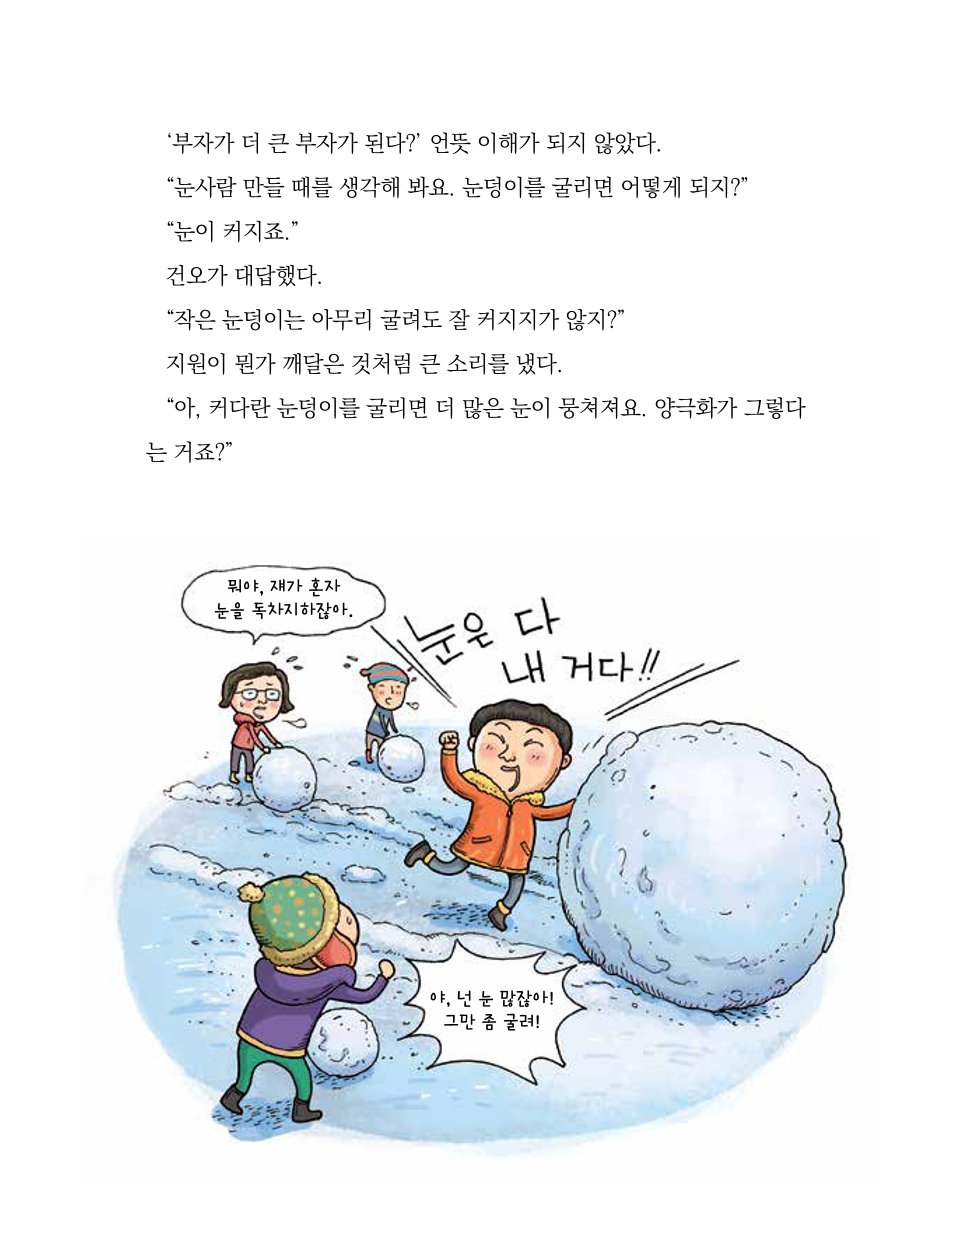 ‘부자가 더 큰 부자가 된다?’ 언뜻 이해가 되지 않았다.
“눈사람 만들 때를 생각해 봐요. 눈덩이를 굴리면 어떻게 되지?”
“눈이 커지죠.”
건오가 대답했다.
“작은 눈덩이는 아무리 굴려도 잘 커지지가 않지?”
지원이 뭔가 깨달은 것처럼 큰 소리를 냈다.
“아, 커다란 눈덩이를 굴리면 더 많은 눈이 뭉쳐져요. 양극화가 그렇다
는 거죠?”
뭐야, 쟤가 혼자
눈을 독차지하잖아.
눈은 다
내 거다!!
야, 넌 눈 많잖아!
그만 좀 굴려!